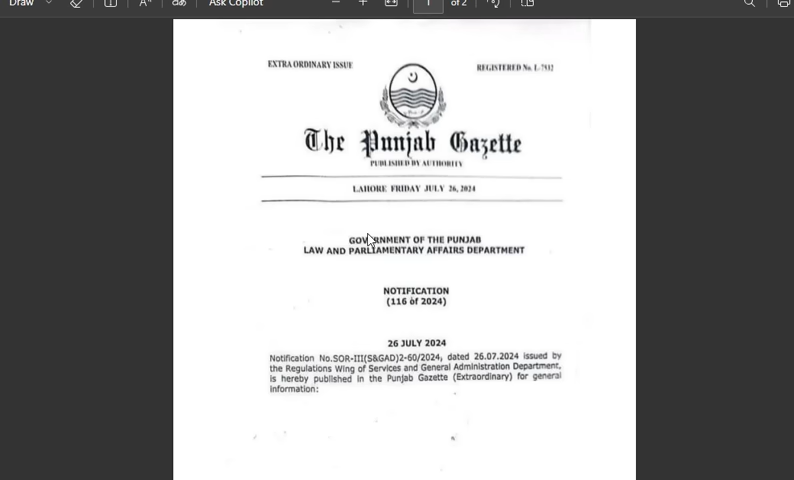 Draw
Ask Copilot
1 of 2
EXTRA ORDINARY ISSUE
REGISTERED No. L-7532
The Punjab Gazette
PUBLISHED BY AUTHORITY
LAHORE FRIDAY JULY 26, 2024
GOVERNMENT OF THE PUNJAB
LAW AND PARLIAMENTARY AFFAIRS DEPARTMENT
NOTIFICATION
(116 of 2024)
26 JULY 2024
Notification No.SOR-III(S&GAD)2-60/2024, dated 26.07.2024 issued by
the Regulations Wing of Services and General Administration Department,
is hereby published in the Punjab Gazette (Extraordinary) for general
information: